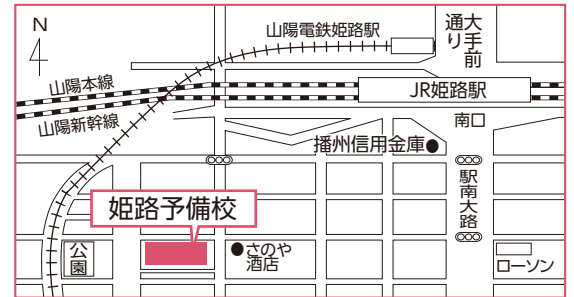 N
山陽電鉄姫路駅
大手前
通り
山陽本線
JR姫路駅
山陽新幹線
南口
播州信用金庫
駅南大路
姫路予備校
公園
さのや
酒店
ローソン